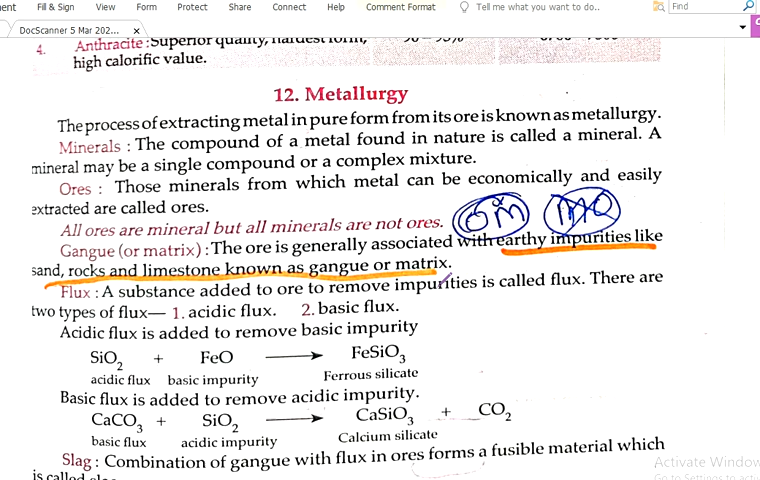 ent Fill & Sign View Form Organize Protect Share Connect Help Comment Format Tell me what you want to do.. Find
DocScanner 5 Mar 202... ×
4. Anthracite : Superior quality, hardest form,
high calorific value.
12. Metallurgy
The process of extracting metal in pure form from its ore is known as metallurgy.
Minerals : The compound of a metal found in nature is called a mineral. A
mineral may be a single compound or a complex mixture.
Ores : Those minerals from which metal can be economically and easily
extracted are called ores.
All ores are mineral but all minerals are not ores.
Gangue (or matrix) : The ore is generally associated with earthy impurities like
sand, rocks and limestone known as gangue or matrix.
Flux : A substance added to ore to remove impurities is called flux. There are
two types of flux— 1. acidic flux. 2. basic flux.
Acidic flux is added to remove basic impurity
SiO₂ + FeO ⟶ FeSiO₃
acidic flux basic impurity Ferrous silicate
Basic flux is added to remove acidic impurity.
CaCO₃ + SiO₂ ⟶ CaSiO₃ + CO₂
basic flux acidic impurity Calcium silicate
Slag : Combination of gangue with flux in ores forms a fusible material which
is called
Activate Window
Go to Settings to